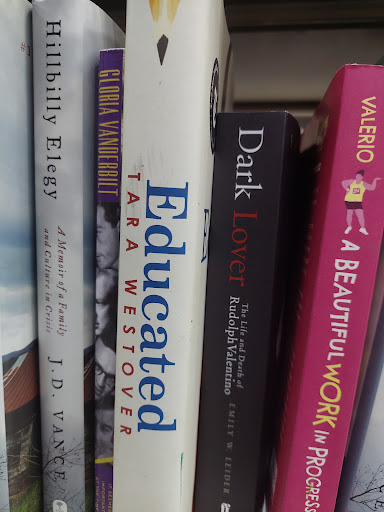 Hillbilly Elegy
A Memoir of a Family
and Culture in Crisis
J.D. VANCE
GLORIA VANDERBILT
Educated
TARA WESTOVER
Dark Lover
The Life and Death of
Rudolph Valentino
EMILY W. LEIDER
VALERIO
A BEAUTIFUL WORK IN PROGRESS